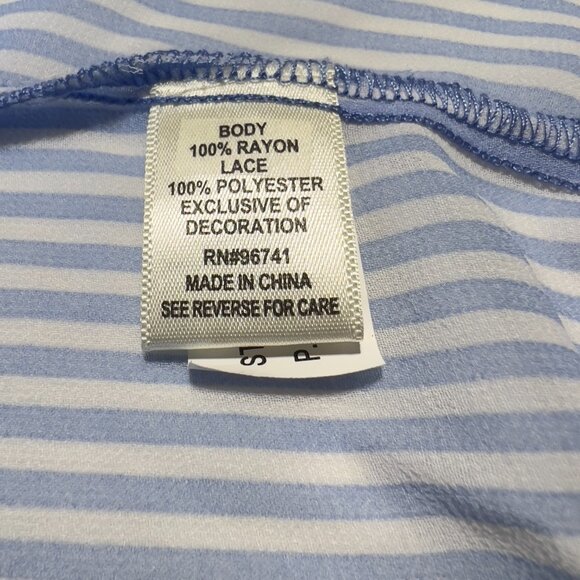 BODY
100% RAYON
LACE
100% POLYESTER
EXCLUSIVE OF
DECORATION
RN#96741
MADE IN CHINA
SEE REVERSE FOR CARE